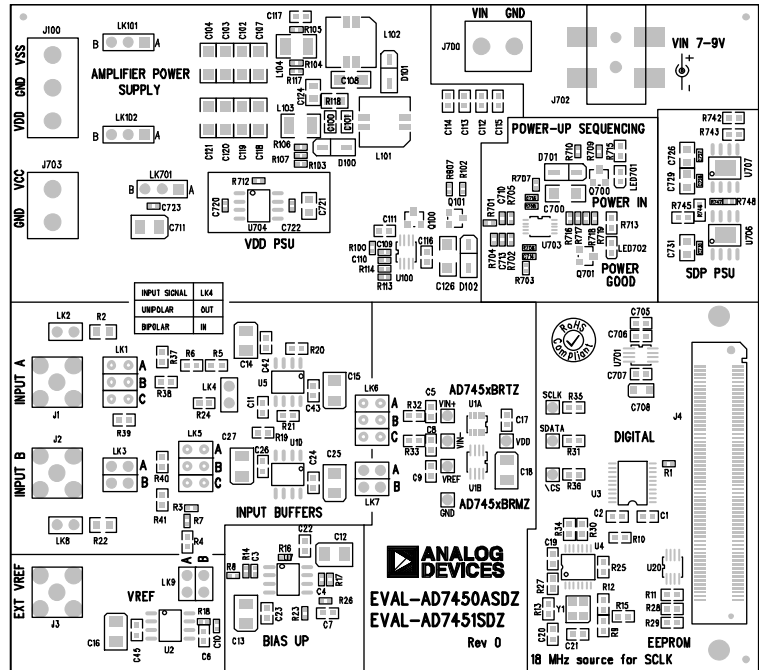 C104 C103 C102 C107
C117
R105
L102
VIN GND
J700
J702
VIN 7-9V
+
-
J100
VSS
GND
VDD
LK101
B A
AMPLIFIER POWER
SUPPLY
LK102
B A
L104
R104
R117
C124
C108
D101
R118
L103
C100
D101
L101
R106
R107
R103
D100
C121 C120 C119 C118
C114 C113 C112 C115
J703
VCC
GND
LK701
B A
C723
C711
R712
C720
U704
C722
C721
VDD PSU
R807
R102
Q101
Q100
C111
R100
C109
C110
R114
R113
U100
C116
C126
D102
POWER-UP SEQUENCING
D701
R710
R709
R715
LED701
Q700
R707
C710
R705
C700
POWER IN
R701
U703
R716
R717
R718
R719
R713
LED702
R704
C713
R702
R703
Q701
POWER
GOOD
R742
R743
C726
C729
U707
R745
R748
C731
U706
SDP PSU
INPUT SIGNAL LK4
UNIPOLAR OUT
BIPOLAR IN
LK2
R2
INPUT A
J1
LK1
A
B
C
R37
R38
R39
R6
R5
R24
LK4
C14
C42
R20
U5
C11
C43
C15
R21
R19
LK6
A
B
C
R32
C5
VIN+
AD745xBRTZ
U1A
C17
C8
VIN-
VDD
R33
C9
VREF
U1B
C18
GND
AD745xBRMZ
INPUT B
J2
LK3
A
B
LK5
A
B
C
R40
R41
C27
C26
U10
C24
C25
LK7
A
B
INPUT BUFFERS
LK8
R22
R3
R7
R4
EXT VREF
J3
LK9
A B
VREF
C16
C45
U2
R18
C6
C10
R8
R14
C3
R16
C22
C12
R17
C4
R26
C13
C23
R23
C7
BIAS UP
ANALOG
DEVICES
EVAL-AD7450ASDZ
EVAL-AD7451SDZ
Rev 0
RoHS
Compliant
C705
C706
U701
C707
C708
SCLK
R35
SDATA
R31
\CS
R36
DIGITAL
J4
U3
R1
C2
C1
R34
R30
R10
C19
U4
R25
U20
R27
R12
R13
Y1
R15
R11
R28
R29
C20
C21
R9
EEPROM
18 MHz source for SCLK